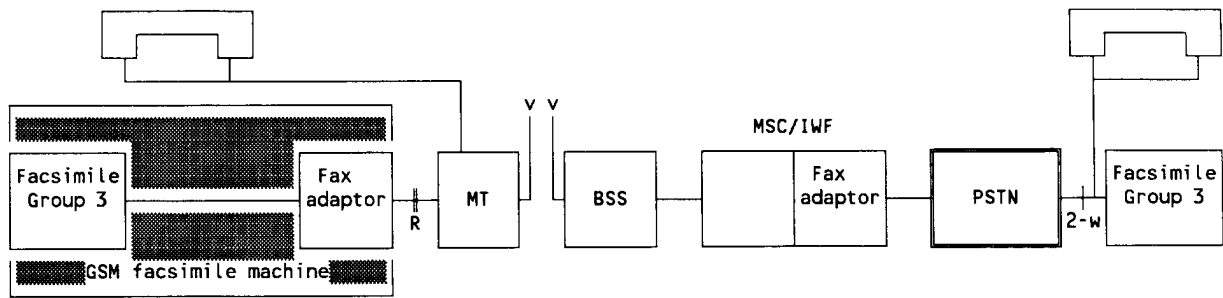 V V
MSC/IWF
Facsimile
Group 3
Fax
adaptor
R
MT
BSS
Fax
adaptor
PSTN
2-w
Facsimile
Group 3
GSM facsimile machine